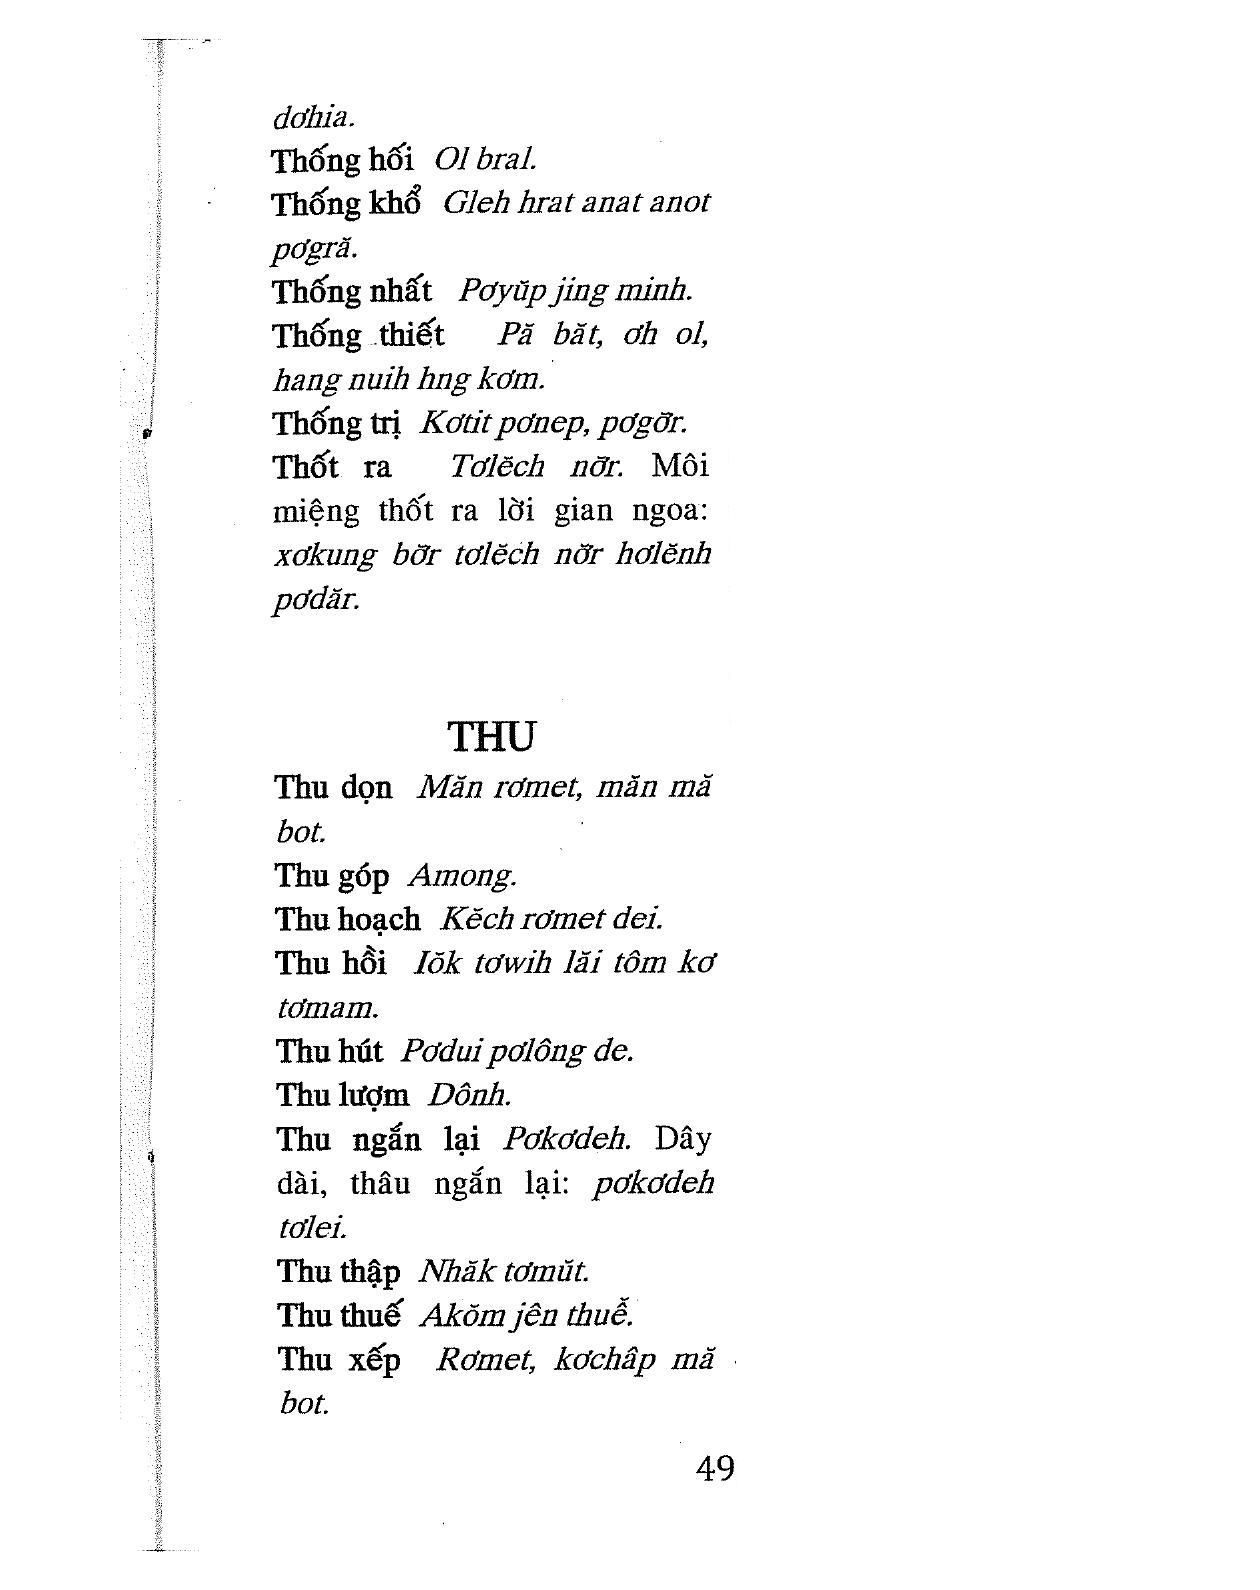 dơhia.
Thống hối Ol bral.
Thống khổ Gleh hrat anat anot
pơgră.
Thống nhất Pơyŭp jing minh.
Thống thiết Pă băt, ơh ol,
hang nuih hng kơm.
Thống trị Kơtit pơnep, pơgơ̆r.
Thốt ra Tơlĕch nơ̆r. Môi
miệng thốt ra lời gian ngoa:
xơkung bơ̆r tơlĕch nơ̆r hơlĕnh
pơdăr.
THU
Thu dọn Măn rơmet, măn mă
bot.
Thu góp Among.
Thu hoạch Kĕch rơmet dei.
Thu hồi Iŏk tơwih lăi tôm kơ
tơmam.
Thu hút Pơdui pơlông de.
Thu lượm Dônh.
Thu ngắn lại Pơkơdeh. Dây
dài, thâu ngắn lại: pơkơdeh
tơlei.
Thu thập Nhăk tơmŭt.
Thu thuế Akŏm jên thuê̆.
Thu xếp Rơmet, kơchâp mă
bot.
49